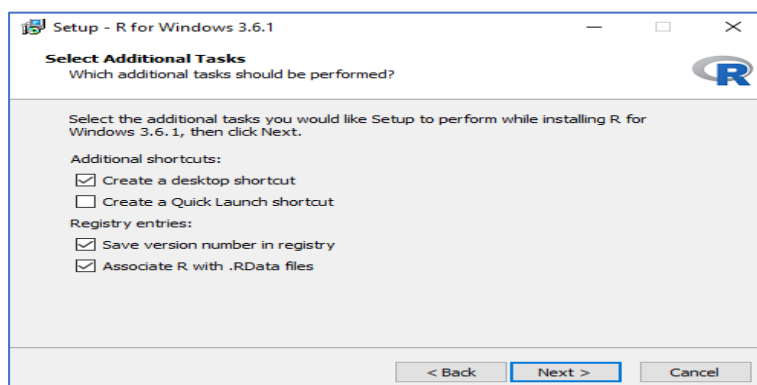 Setup - R for Windows 3.6.1
Select Additional Tasks
Which additional tasks should be performed?
R
Select the additional tasks you would like Setup to perform while installing R for
Windows 3.6.1, then click Next.
Additional shortcuts:
Create a desktop shortcut
Create a Quick Launch shortcut
Registry entries:
Save version number in registry
Associate R with .RData files
< Back
Next >
Cancel